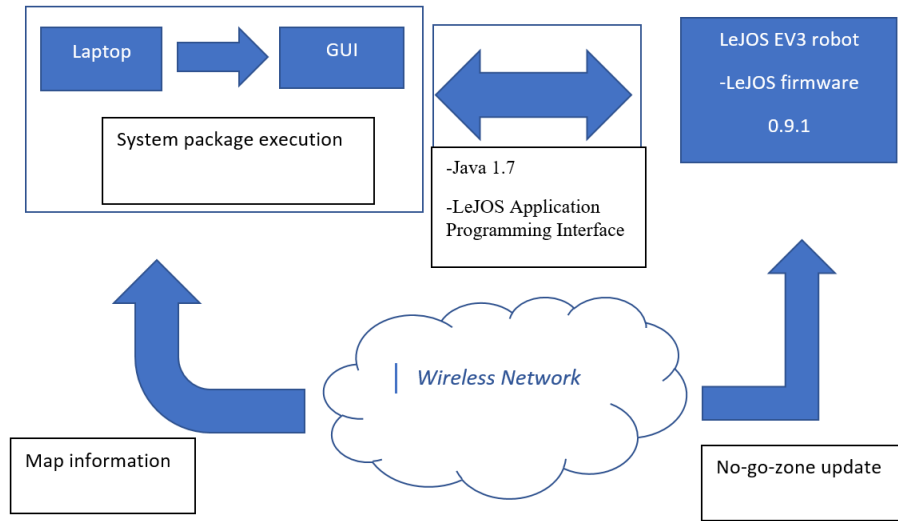 Laptop
GUI
System package execution
LeJOS EV3 robot
-LeJOS firmware
0.9.1
-Java 1.7
-LeJOS Application
Programming Interface
Wireless Network
Map information
No-go-zone update